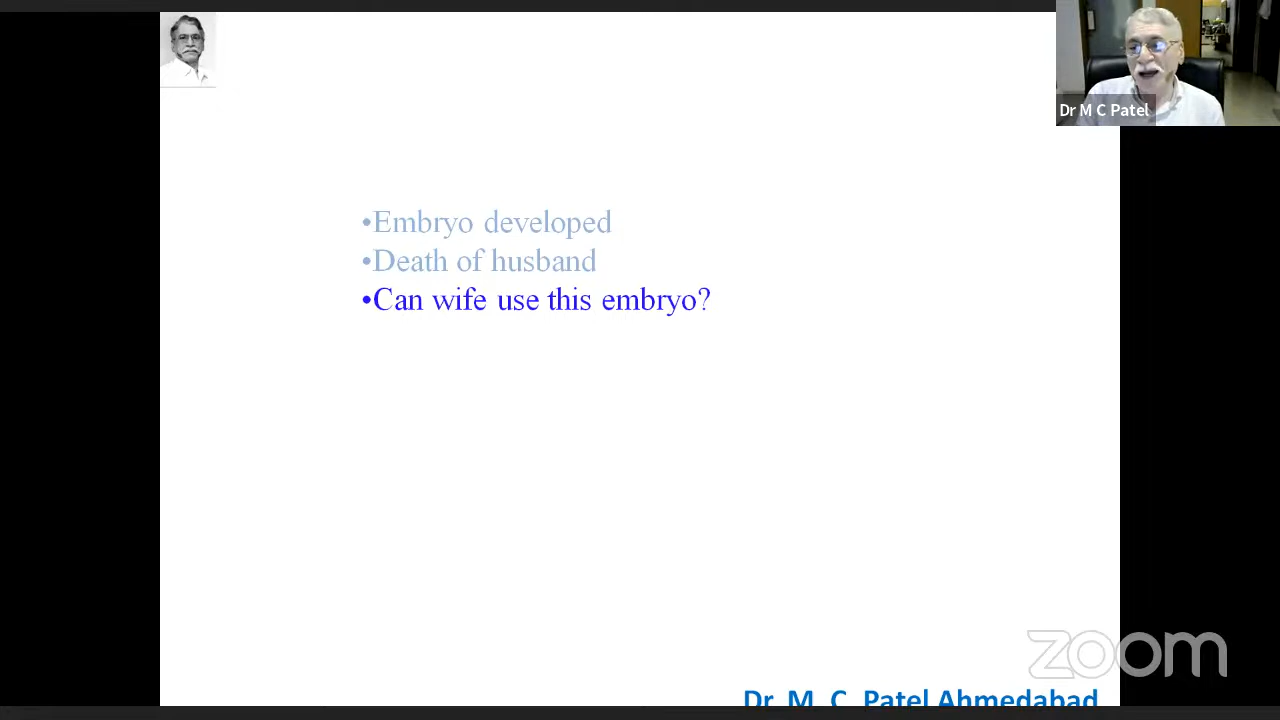 Dr M C Patel
•Embryo developed
•Death of husband
•Can wife use this embryo?
zoom
Dr. M. C. Patel Ahmedabad